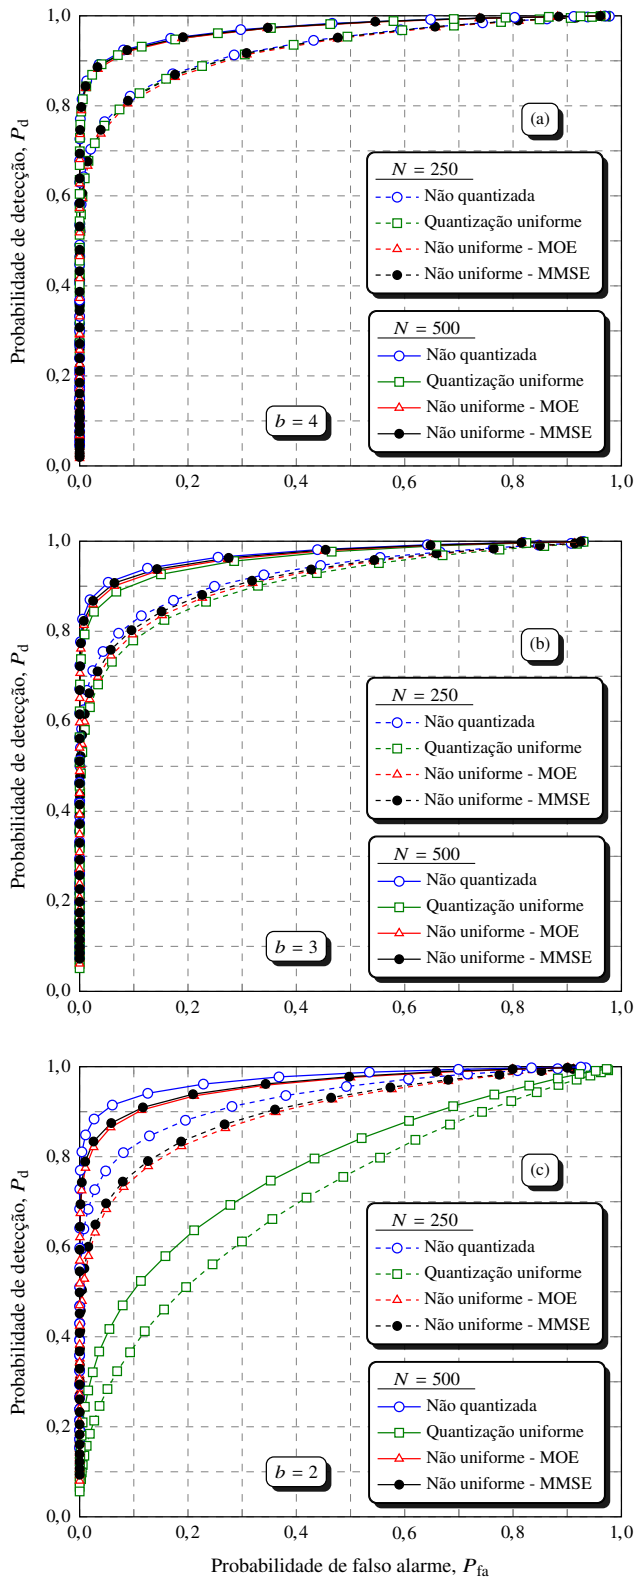 1,0
0,8
0,6
0,4
0,2
0,0
Probabilidade de detecção, Pd
(a)
N = 250
Não quantizada
Quantização uniforme
Não uniforme - MOE
Não uniforme - MMSE
N = 500
Não quantizada
Quantização uniforme
Não uniforme - MOE
Não uniforme - MMSE
b = 4
0,0 0,2 0,4 0,6 0,8 1,0
1,0
0,8
0,6
0,4
0,2
0,0
Probabilidade de detecção, Pd
(b)
N = 250
Não quantizada
Quantização uniforme
Não uniforme - MOE
Não uniforme - MMSE
N = 500
Não quantizada
Quantização uniforme
Não uniforme - MOE
Não uniforme - MMSE
b = 3
0,0 0,2 0,4 0,6 0,8 1,0
1,0
0,8
0,6
0,4
0,2
0,0
Probabilidade de detecção, Pd
(c)
N = 250
Não quantizada
Quantização uniforme
Não uniforme - MOE
Não uniforme - MMSE
N = 500
Não quantizada
Quantização uniforme
Não uniforme - MOE
Não uniforme - MMSE
b = 2
0,0 0,2 0,4 0,6 0,8 1,0
Probabilidade de falso alarme, Pfa